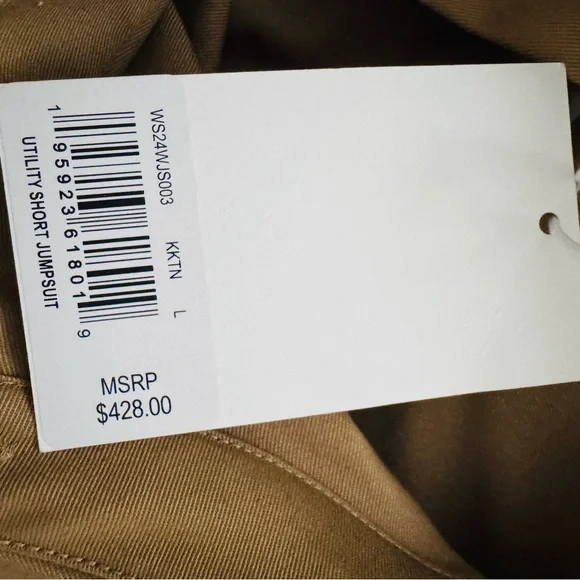 WS24WJS003 KKTN L
1 95923 61801 9
UTILITY SHORT JUMPSUIT
MSRP
$428.00